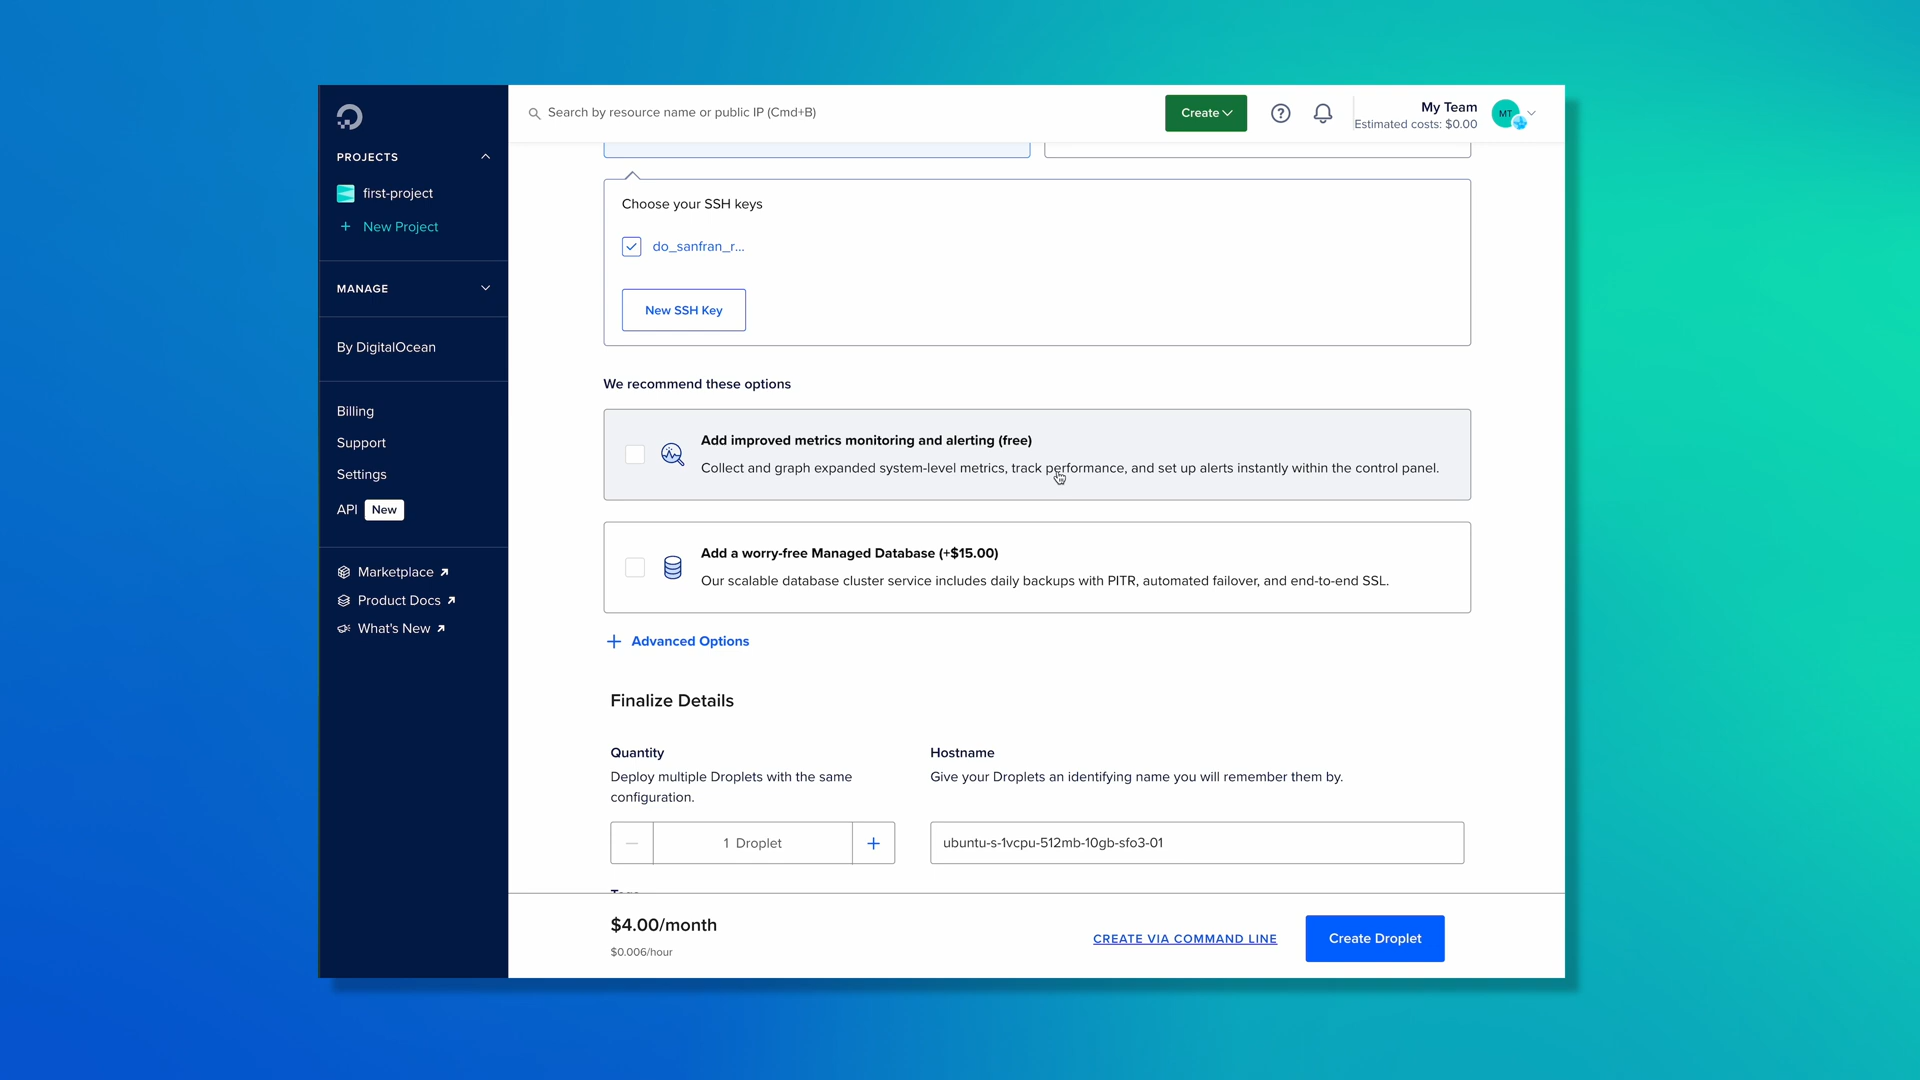 Search by resource name or public IP (Cmd+B)
Create
My Team
Estimated costs: $0.00
MT
PROJECTS
first-project
+ New Project
MANAGE
By DigitalOcean
Billing
Support
Settings
API New
Marketplace
Product Docs
What's New
Choose your SSH keys
do_sanfran_r...
New SSH Key
We recommend these options
Add improved metrics monitoring and alerting (free)
Collect and graph expanded system-level metrics, track performance, and set up alerts instantly within the control panel.
Add a worry-free Managed Database (+$15.00)
Our scalable database cluster service includes daily backups with PITR, automated failover, and end-to-end SSL.
+ Advanced Options
Finalize Details
Quantity
Deploy multiple Droplets with the same
configuration.
1 Droplet
Hostname
Give your Droplets an identifying name you will remember them by.
ubuntu-s-1vcpu-512mb-10gb-sfo3-01
$4.00/month
$0.006/hour
CREATE VIA COMMAND LINE
Create Droplet